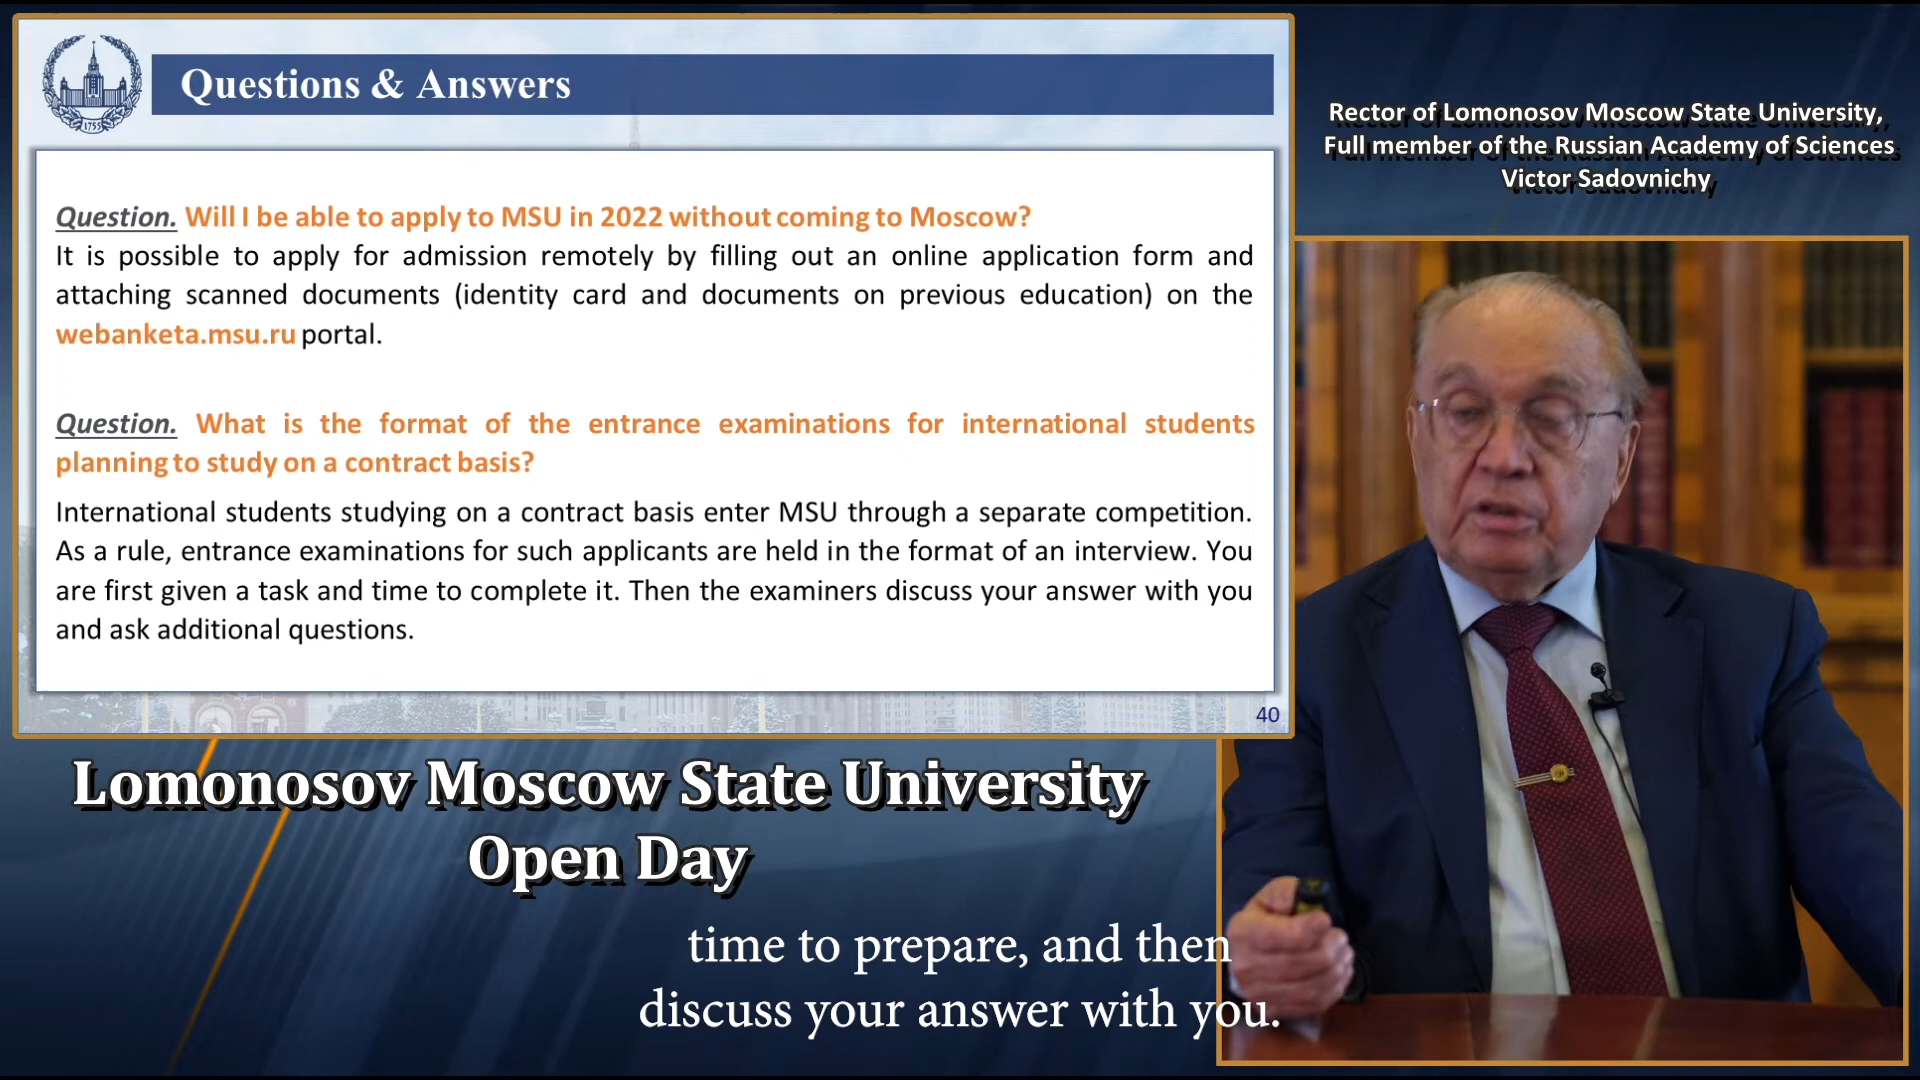 1755
Questions & Answers
Rector of Lomonosov Moscow State University,
Full member of the Russian Academy of Sciences
Victor Sadovnichy
Question. Will I be able to apply to MSU in 2022 without coming to Moscow?
It is possible to apply for admission remotely by filling out an online application form and
attaching scanned documents (identity card and documents on previous education) on the
webanketa.msu.ru portal.
Question. What is the format of the entrance examinations for international students
planning to study on a contract basis?
International students studying on a contract basis enter MSU through a separate competition.
As a rule, entrance examinations for such applicants are held in the format of an interview. You
are first given a task and time to complete it. Then the examiners discuss your answer with you
and ask additional questions.
40
Lomonosov Moscow State University
Open Day
time to prepare, and then
discuss your answer with you.